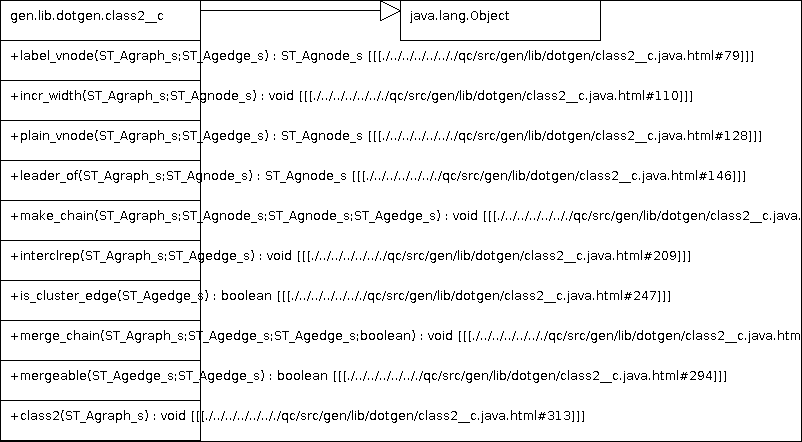 gen.lib.dotgen.class2__c
java.lang.Object
+label_vnode(ST_Agraph_s;ST_Agedge_s) : ST_Agnode_s [[[./../../../../../../qc/src/gen/lib/dotgen/class2__c.java.html#79]]]
+incr_width(ST_Agraph_s;ST_Agnode_s) : void [[[./../../../../../../qc/src/gen/lib/dotgen/class2__c.java.html#110]]]
+plain_vnode(ST_Agraph_s;ST_Agedge_s) : ST_Agnode_s [[[./../../../../../../qc/src/gen/lib/dotgen/class2__c.java.html#128]]]
+leader_of(ST_Agraph_s;ST_Agnode_s) : ST_Agnode_s [[[./../../../../../../qc/src/gen/lib/dotgen/class2__c.java.html#146]]]
+make_chain(ST_Agraph_s;ST_Agnode_s;ST_Agnode_s;ST_Agedge_s) : void [[[./../../../../../../qc/src/gen/lib/dotgen/class2__c.java.
+interclrep(ST_Agraph_s;ST_Agedge_s) : void [[[./../../../../../../qc/src/gen/lib/dotgen/class2__c.java.html#209]]]
+is_cluster_edge(ST_Agedge_s) : boolean [[[./../../../../../../qc/src/gen/lib/dotgen/class2__c.java.html#247]]]
+merge_chain(ST_Agraph_s;ST_Agedge_s;ST_Agedge_s;boolean) : void [[[./../../../../../../qc/src/gen/lib/dotgen/class2__c.java.htm
+mergeable(ST_Agedge_s;ST_Agedge_s) : boolean [[[./../../../../../../qc/src/gen/lib/dotgen/class2__c.java.html#294]]]
+class2(ST_Agraph_s) : void [[[./../../../../../../qc/src/gen/lib/dotgen/class2__c.java.html#313]]]